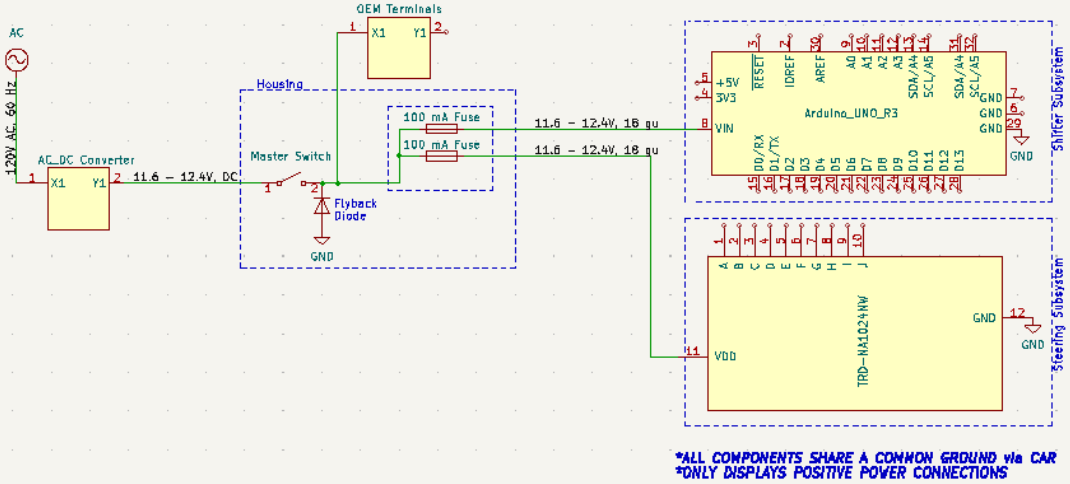 AC
120V AC, 60 Hz
AC_DC Converter
1 X1 Y1 2
11.6 - 12.4V, DC
Housing
Master Switch
1 2
Flyback
Diode
GND
OEM Terminals
1 X1 Y1 2
100 mA Fuse
100 mA Fuse
11.6 - 12.4V, 18 gu
11.6 - 12.4V, 18 gu
Shifter Subsystem
3 RESET
7 IOREF
30 AREF
9 A0
10 A1
11 A2
12 A3
13 SDA/A4
14 SCL/A5
31 SDA/A4
32 SCL/A5
5 +5V
4 3V3
8 VIN
Arduino_UNO_R3
GND 7
GND 6
GND 29
GND
15 D0/RX
16 D1/TX
17 D2
18 D3
19 D4
20 D5
21 D6
22 D7
23 D8
24 D9
25 D10
26 D11
27 D12
28 D13
Steering Subsystem
1 A
2 B
3 C
4 D
5 E
6 F
7 G
8 H
9 I
10 J
11 VDD
TRD-NA1024NW
GND 12
GND
*ALL COMPONENTS SHARE A COMMON GROUND via CAR
*ONLY DISPLAYS POSITIVE POWER CONNECTIONS